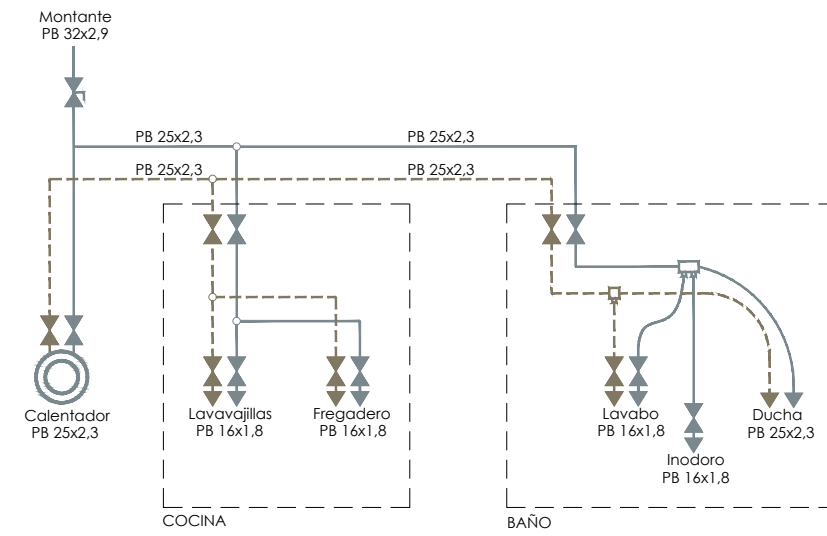 Montante
PB 32x2,9
PB 25x2,3
PB 25x2,3
PB 25x2,3
PB 25x2,3
Calentador
PB 25x2,3
Lavavajillas
PB 16x1,8
Fregadero
PB 16x1,8
Lavabo
PB 16x1,8
Ducha
PB 25x2,3
Inodoro
PB 16x1,8
COCINA
BAÑO